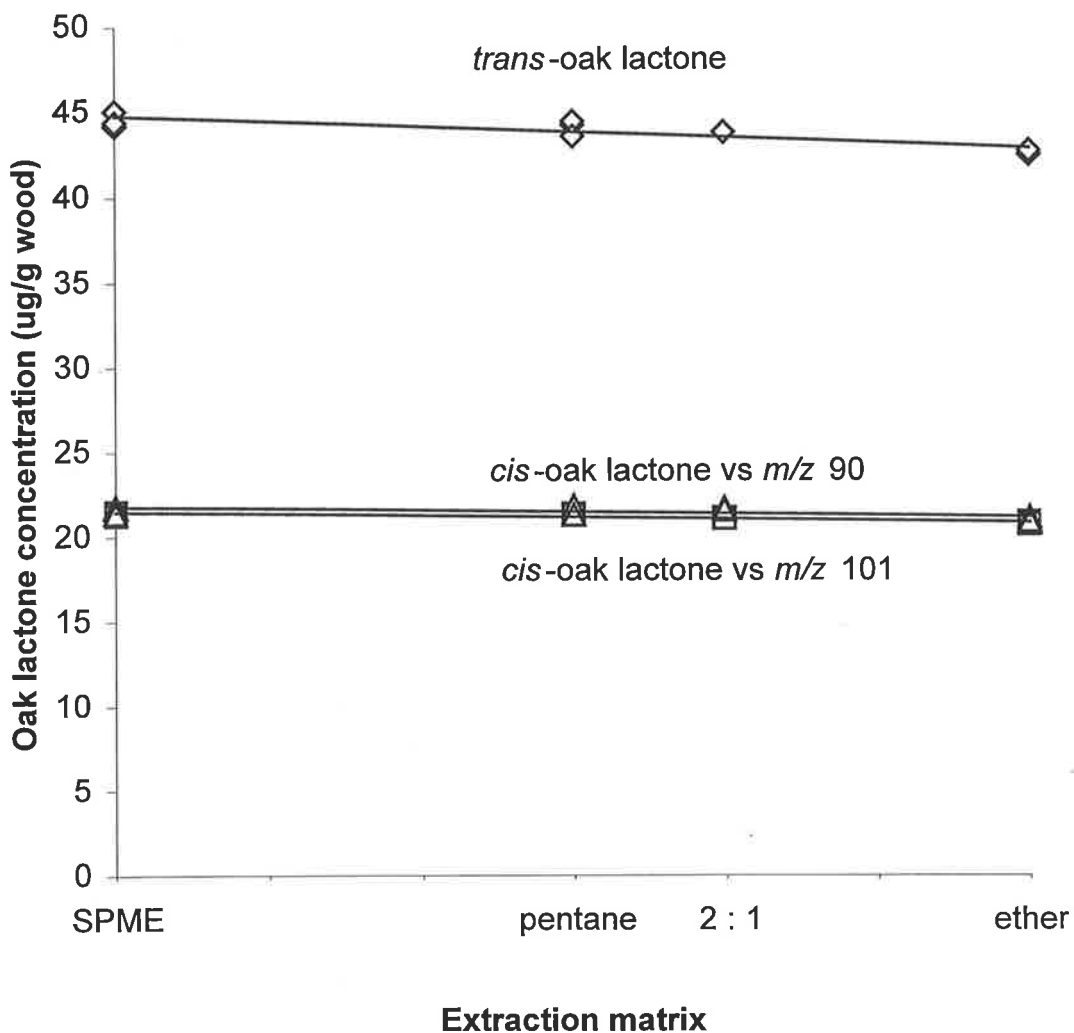 50
trans-oak lactone
45
40
35
30
25
cis-oak lactone vs m/z 90
20
cis-oak lactone vs m/z 101
15
10
5
0
Oak lactone concentration (ug/g wood)
SPME pentane 2 : 1 ether
Extraction matrix